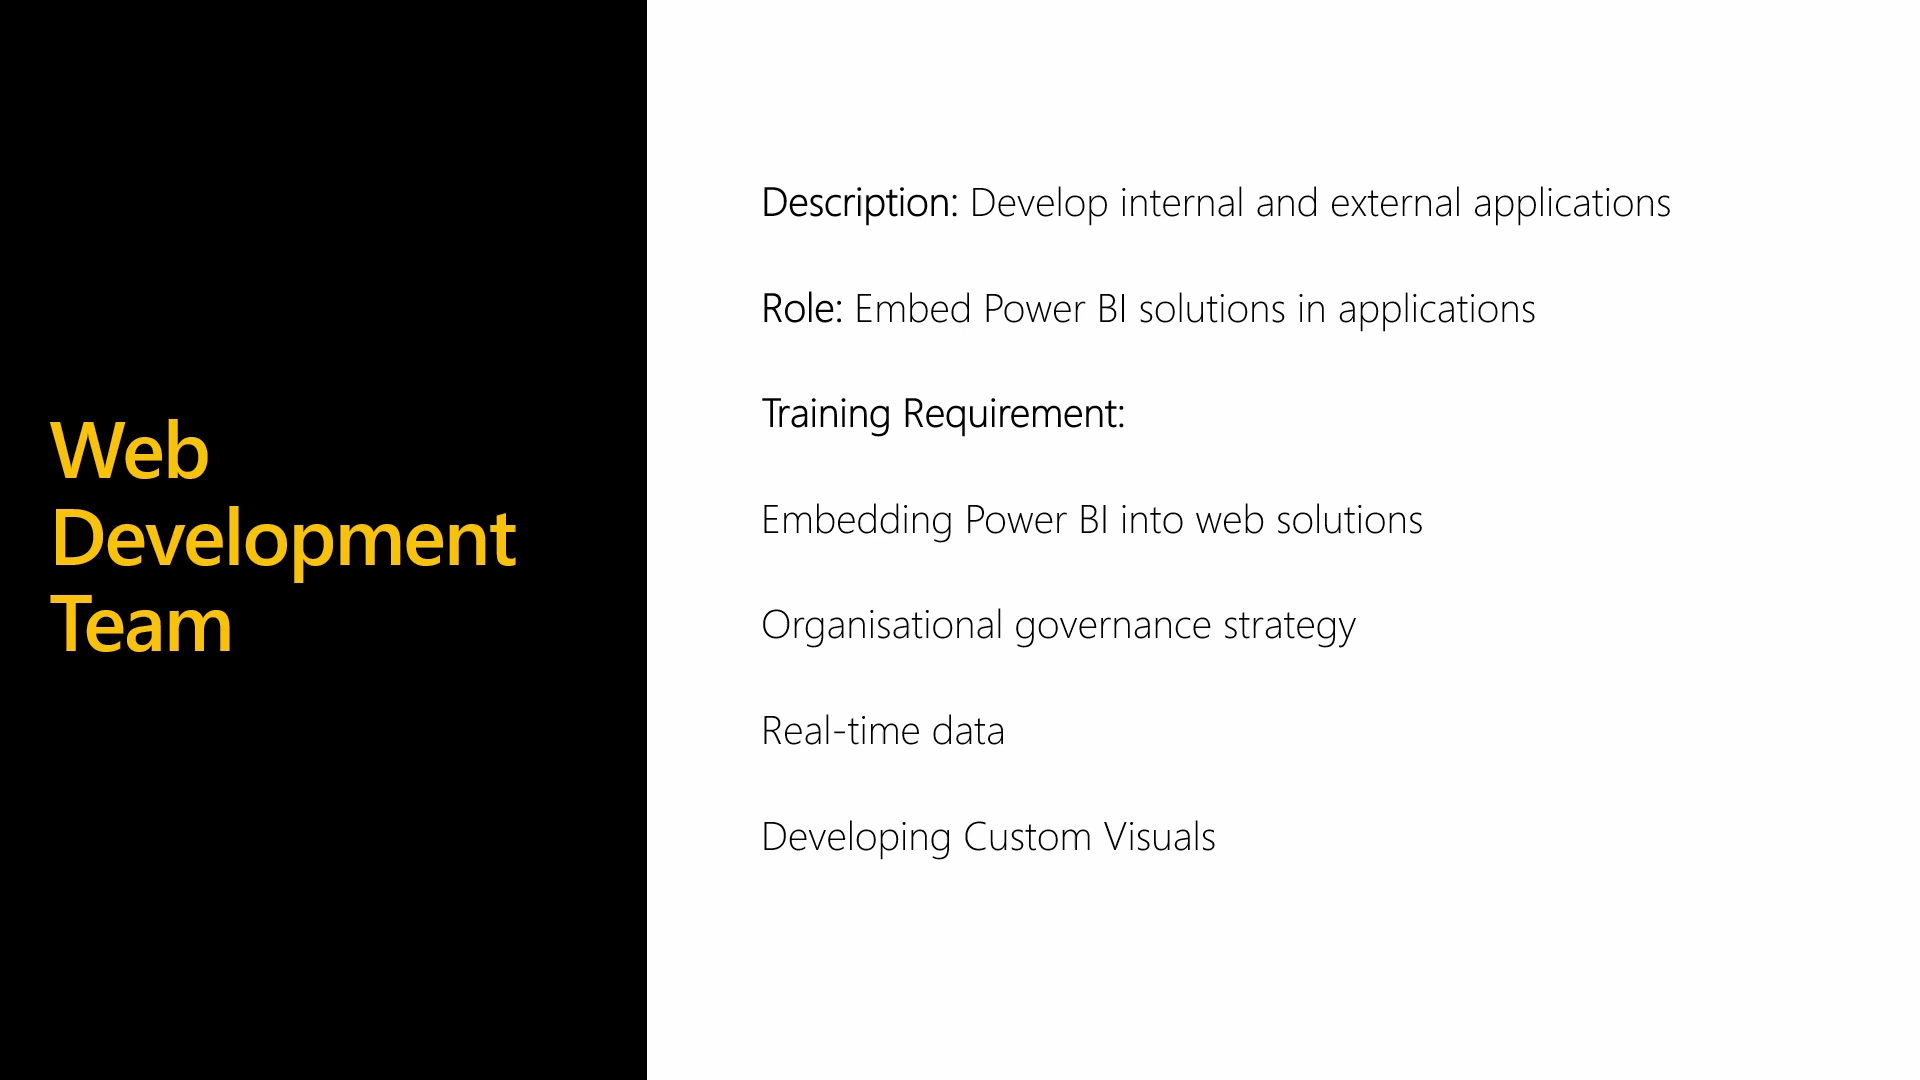 Web
Development
Team
Description: Develop internal and external applications
Role: Embed Power BI solutions in applications
Training Requirement:
Embedding Power BI into web solutions
Organisational governance strategy
Real-time data
Developing Custom Visuals